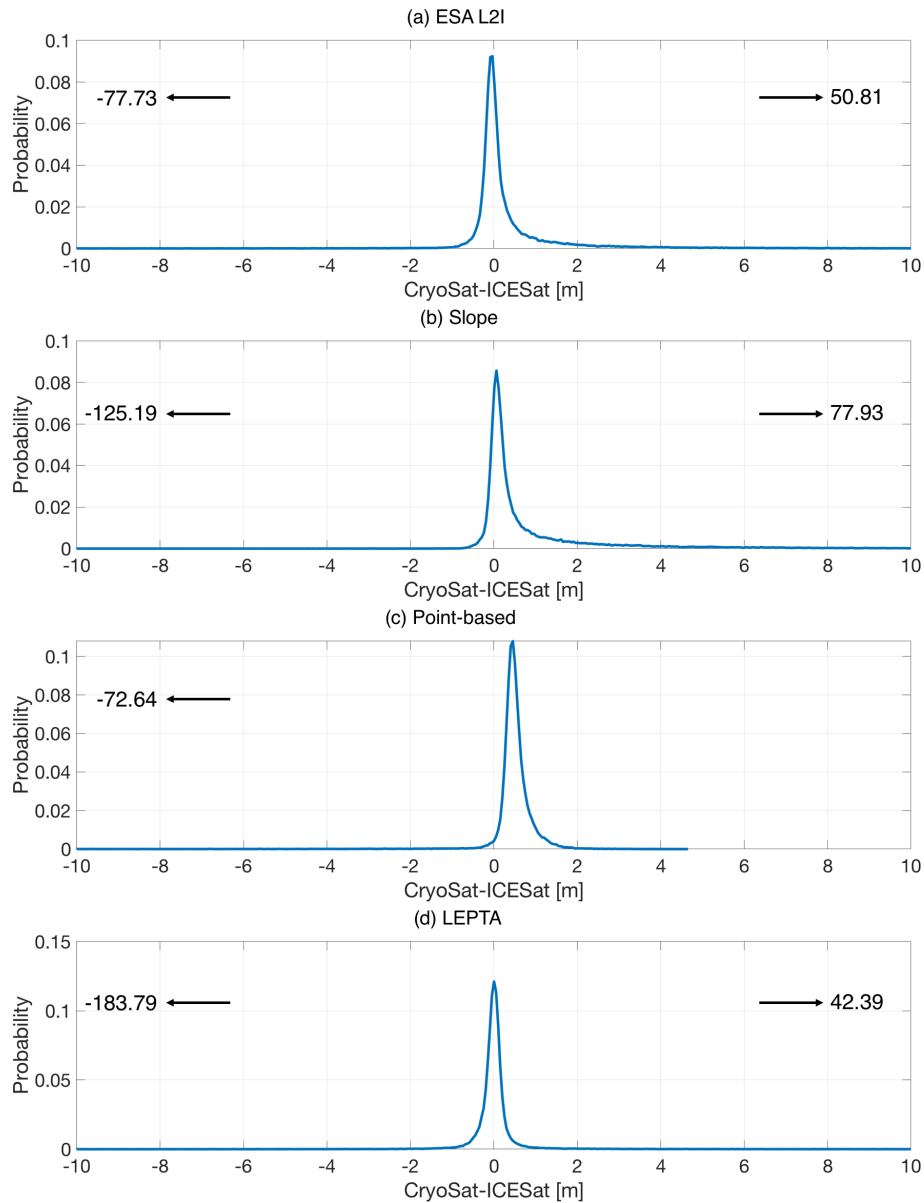 (a) ESA L2I
0.1
0.08
0.06
0.04
0.02
0
Probability
-77.73
50.81
-10 -8 -6 -4 -2 0 2 4 6 8 10
CryoSat-ICESat [m]
(b) Slope
0.1
0.08
0.06
0.04
0.02
0
Probability
-125.19
77.93
-10 -8 -6 -4 -2 0 2 4 6 8 10
CryoSat-ICESat [m]
(c) Point-based
0.1
0.08
0.06
0.04
0.02
0
Probability
-72.64
-10 -8 -6 -4 -2 0 2 4 6 8 10
CryoSat-ICESat [m]
(d) LEPTA
0.15
0.1
0.05
0
Probability
-183.79
42.39
-10 -8 -6 -4 -2 0 2 4 6 8 10
CryoSat-ICESat [m]